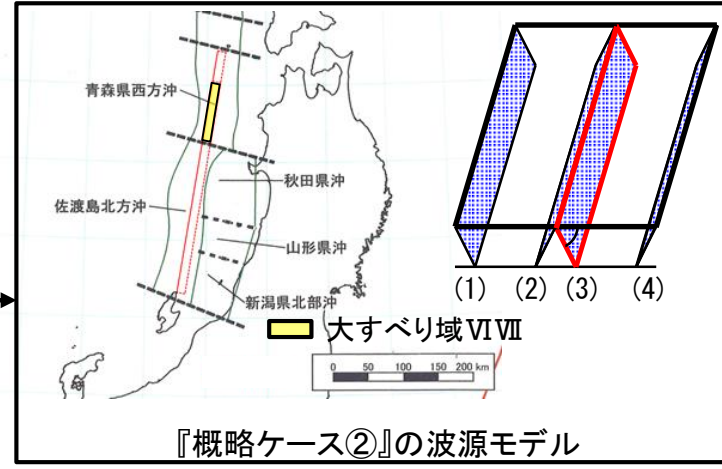 青森県西方沖
秋田県沖
佐渡島北方沖
山形県沖
新潟県北部沖
大すべり域ⅥⅦ
0 50 100 150 200 km
(1) (2) (3) (4)
『概略ケース②』の波源モデル